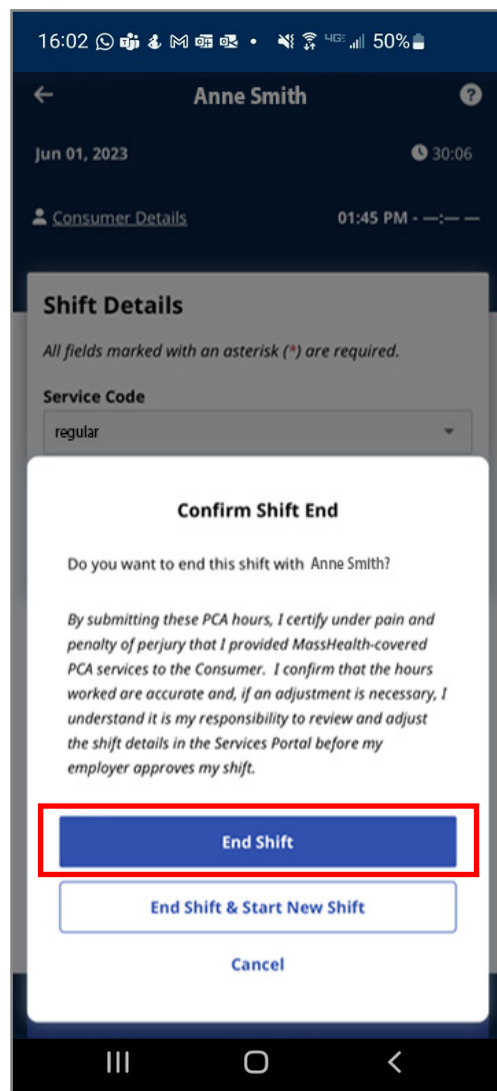 16:02 4GE 50%
Anne Smith ?
Jun 01, 2023 30:06
Consumer Details 01:45 PM - —:— —
Shift Details
All fields marked with an asterisk (*) are required.
Service Code
regular
Confirm Shift End
Do you want to end this shift with Anne Smith?
By submitting these PCA hours, I certify under pain and
penalty of perjury that I provided MassHealth-covered
PCA services to the Consumer. I confirm that the hours
worked are accurate and, if an adjustment is necessary, I
understand it is my responsibility to review and adjust
the shift details in the Services Portal before my
employer approves my shift.
End Shift
End Shift & Start New Shift
Cancel